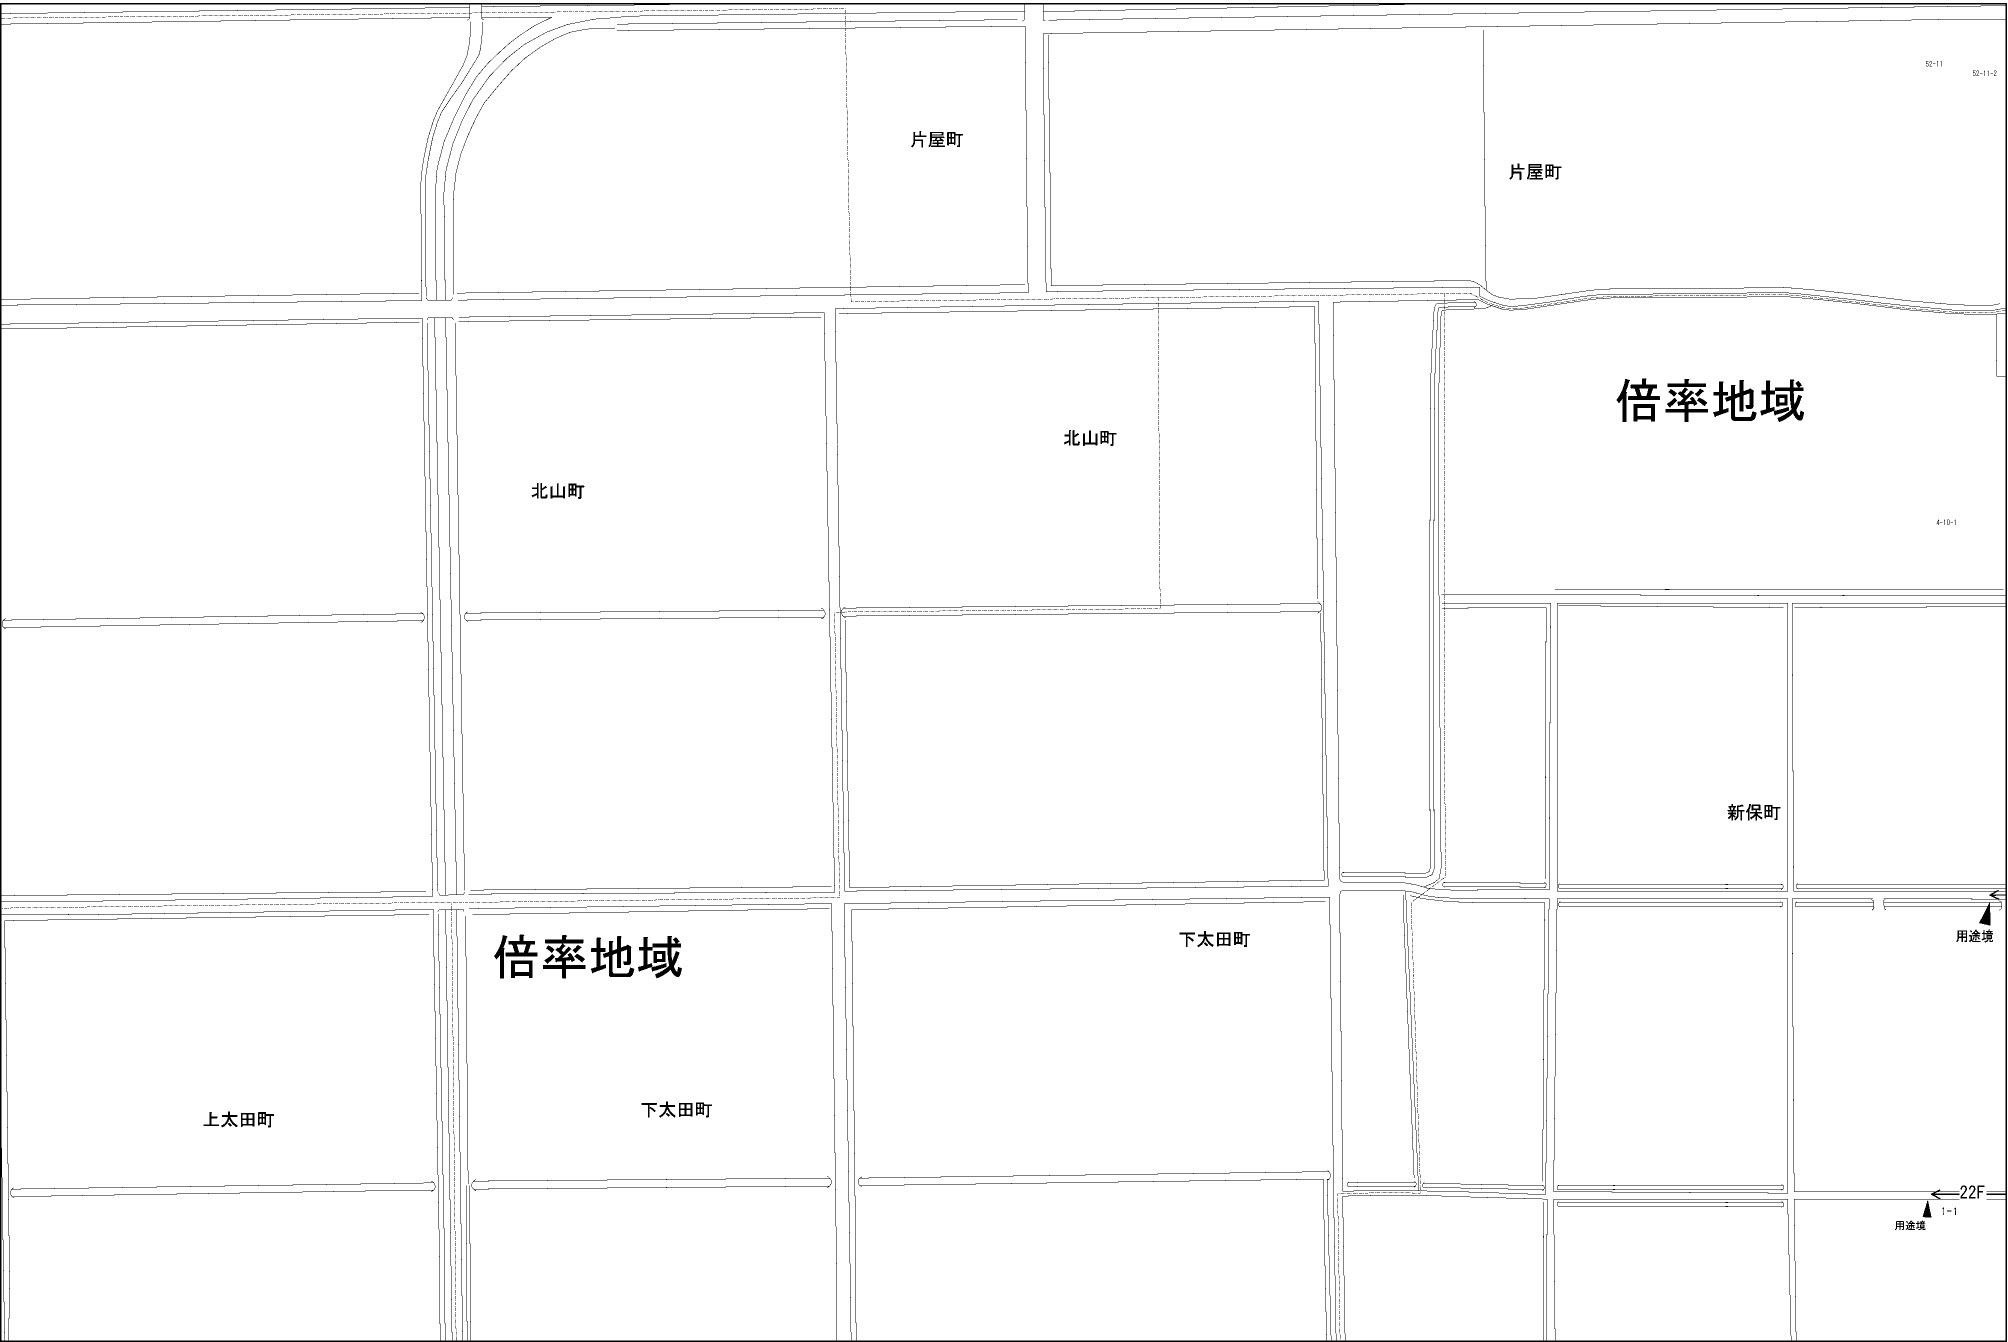 52-11
52-11-2
片屋町
片屋町
倍率地域
北山町
北山町
4-10-1
新保町
用途境
倍率地域
下太田町
上太田町
下太田町
22F
1-1
用途境